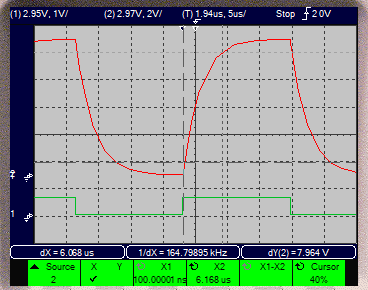 (1) 2.95V, 1V/ (2) 2.97V, 2V/ (T) 1.94us, 5us/ Stop 2.0V
2
1
dX = 6.068 us 1/dX = 164.79895 kHz dY(2) = 7.964 V
Source X Y X1 X2 X1-X2 Cursor
2 ✓ 100.00001 ns 6.168 us 40%